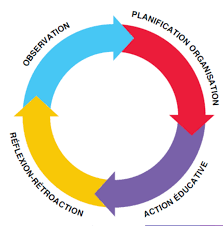 OBSERVATION
PLANIFICATION ORGANISATION
ACTION ÉDUCATIVE
RÉFLEXION-RÉTROACTION